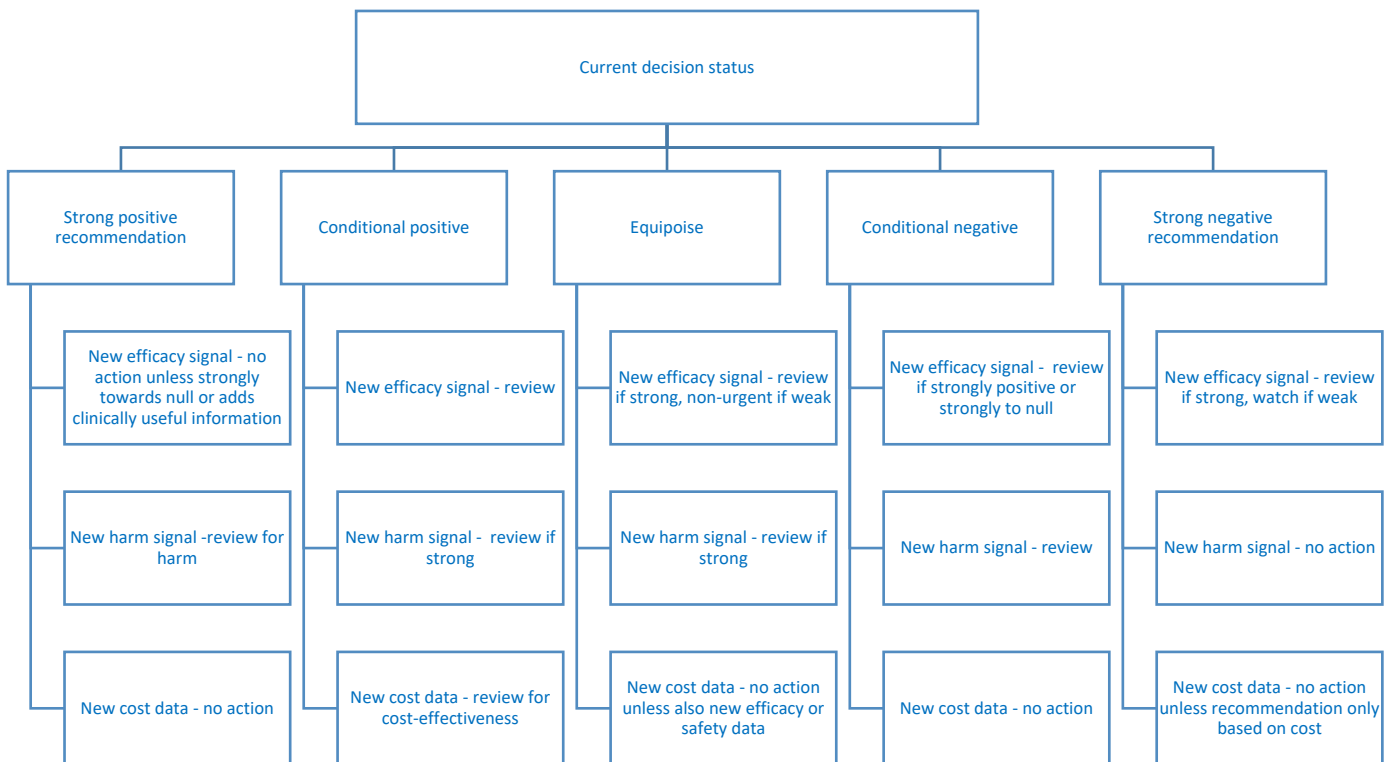 Current decision status
Strong positive
recommendation
Conditional positive
Equipoise
Conditional negative
Strong negative
recommendation
New efficacy signal - no
action unless strongly
towards null or adds
clinically useful information
New efficacy signal - review
New efficacy signal - review
if strong, non-urgent if weak
New efficacy signal -  review
if strongly positive or
strongly to null
New efficacy signal - review
if strong, watch if weak
New harm signal -review for
harm
New harm signal -  review if
strong
New harm signal - review if
strong
New harm signal - review
New harm signal - no action
New cost data - no action
New cost data - review for
cost-effectiveness
New cost data - no action
unless also new efficacy or
safety data
New cost data - no action
New cost data - no action
unless recommendation only
based on cost